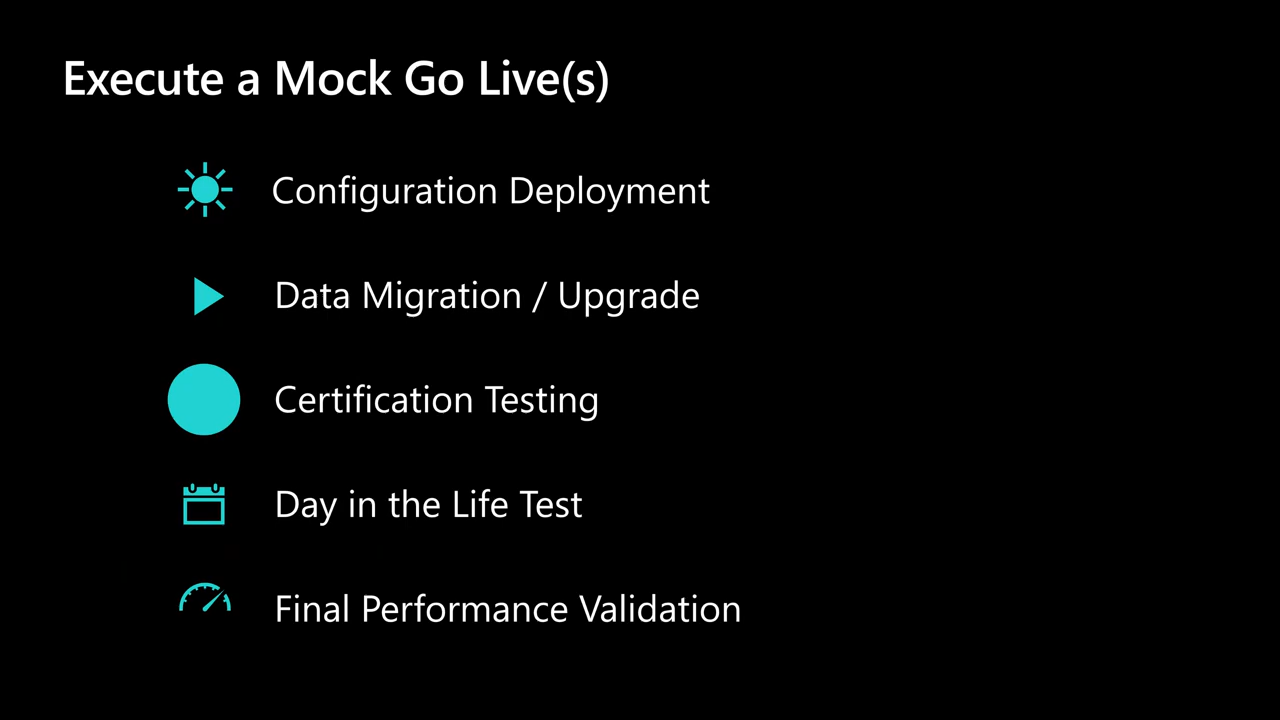 Execute a Mock Go Live(s)
Configuration Deployment
Data Migration / Upgrade
Certification Testing
Day in the Life Test
Final Performance Validation